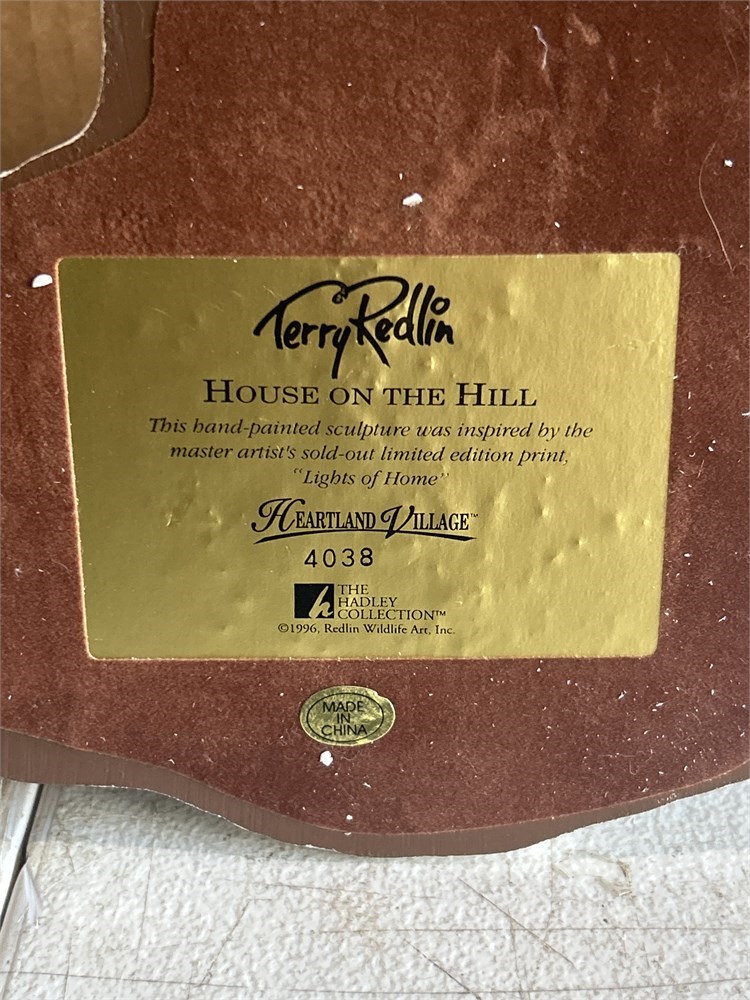 Terry Redlin
HOUSE ON THE HILL
This hand-painted sculpture was inspired by the
master artist's sold-out limited edition print,
"Lights of Home"
HEARTLAND VILLAGE™
4038
h THE
HADLEY
COLLECTION™
©1996, Redlin Wildlife Art, Inc.
MADE
IN
CHINA